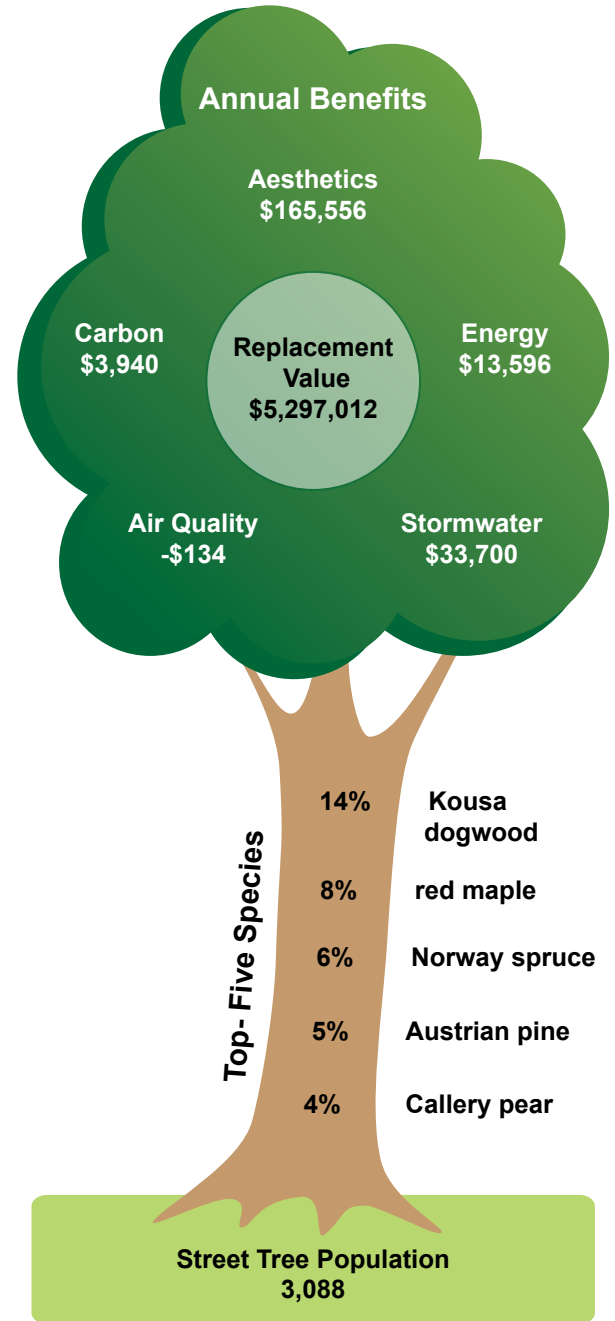 Annual Benefits
Aesthetics
$165,556
Carbon
$3,940
Replacement
Value
$5,297,012
Energy
$13,596
Air Quality
-$134
Stormwater
$33,700
Top- Five Species
14% Kousa
dogwood
8% red maple
6% Norway spruce
5% Austrian pine
4% Callery pear
Street Tree Population
3,088